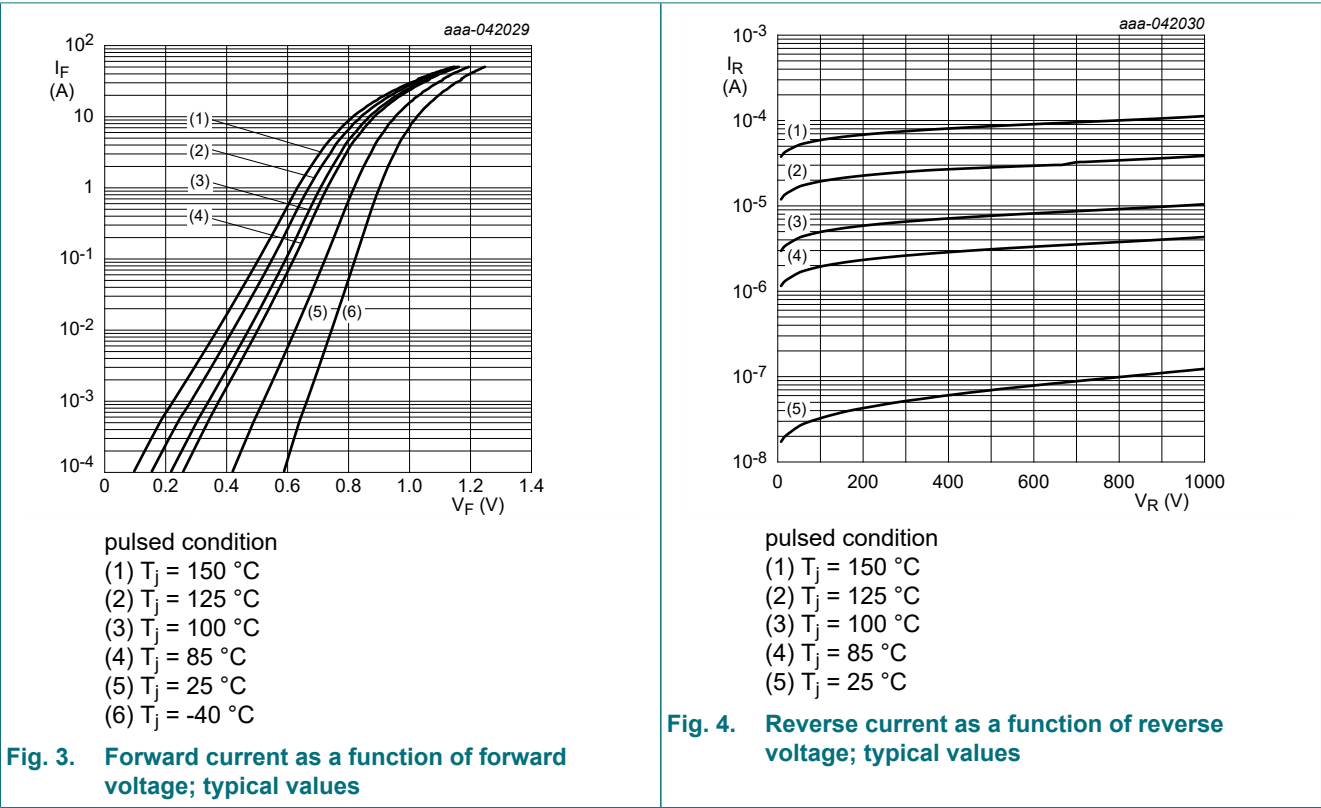 aaa-042029
10²
I_F
(A)
10
1
10⁻¹
10⁻²
10⁻³
10⁻⁴
(1)
(2)
(3)
(4)
(5) (6)
0 0.2 0.4 0.6 0.8 1.0 1.2 1.4
V_F (V)
pulsed condition
(1) T_j = 150 °C
(2) T_j = 125 °C
(3) T_j = 100 °C
(4) T_j = 85 °C
(5) T_j = 25 °C
(6) T_j = -40 °C
Fig. 3. Forward current as a function of forward
voltage; typical values
aaa-042030
10⁻³
I_R
(A)
10⁻⁴
10⁻⁵
10⁻⁶
10⁻⁷
10⁻⁸
(1)
(2)
(3)
(4)
(5)
0 200 400 600 800 1000
V_R (V)
pulsed condition
(1) T_j = 150 °C
(2) T_j = 125 °C
(3) T_j = 100 °C
(4) T_j = 85 °C
(5) T_j = 25 °C
Fig. 4. Reverse current as a function of reverse
voltage; typical values